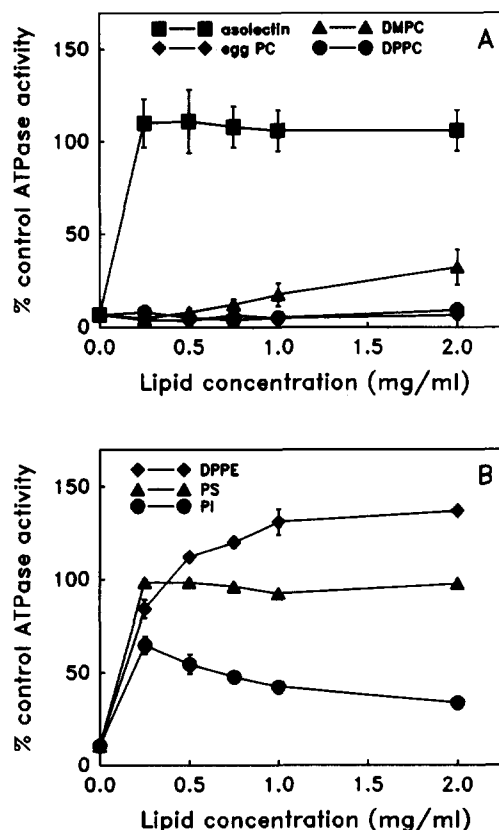 asolectin DMPC A
egg PC DPPC
150
100
50
0
% control ATPase activity
0.0 0.5 1.0 1.5 2.0
Lipid concentration (mg/ml)
DPPE B
PS
PI
150
100
50
0
% control ATPase activity
0.0 0.5 1.0 1.5 2.0
Lipid concentration (mg/ml)